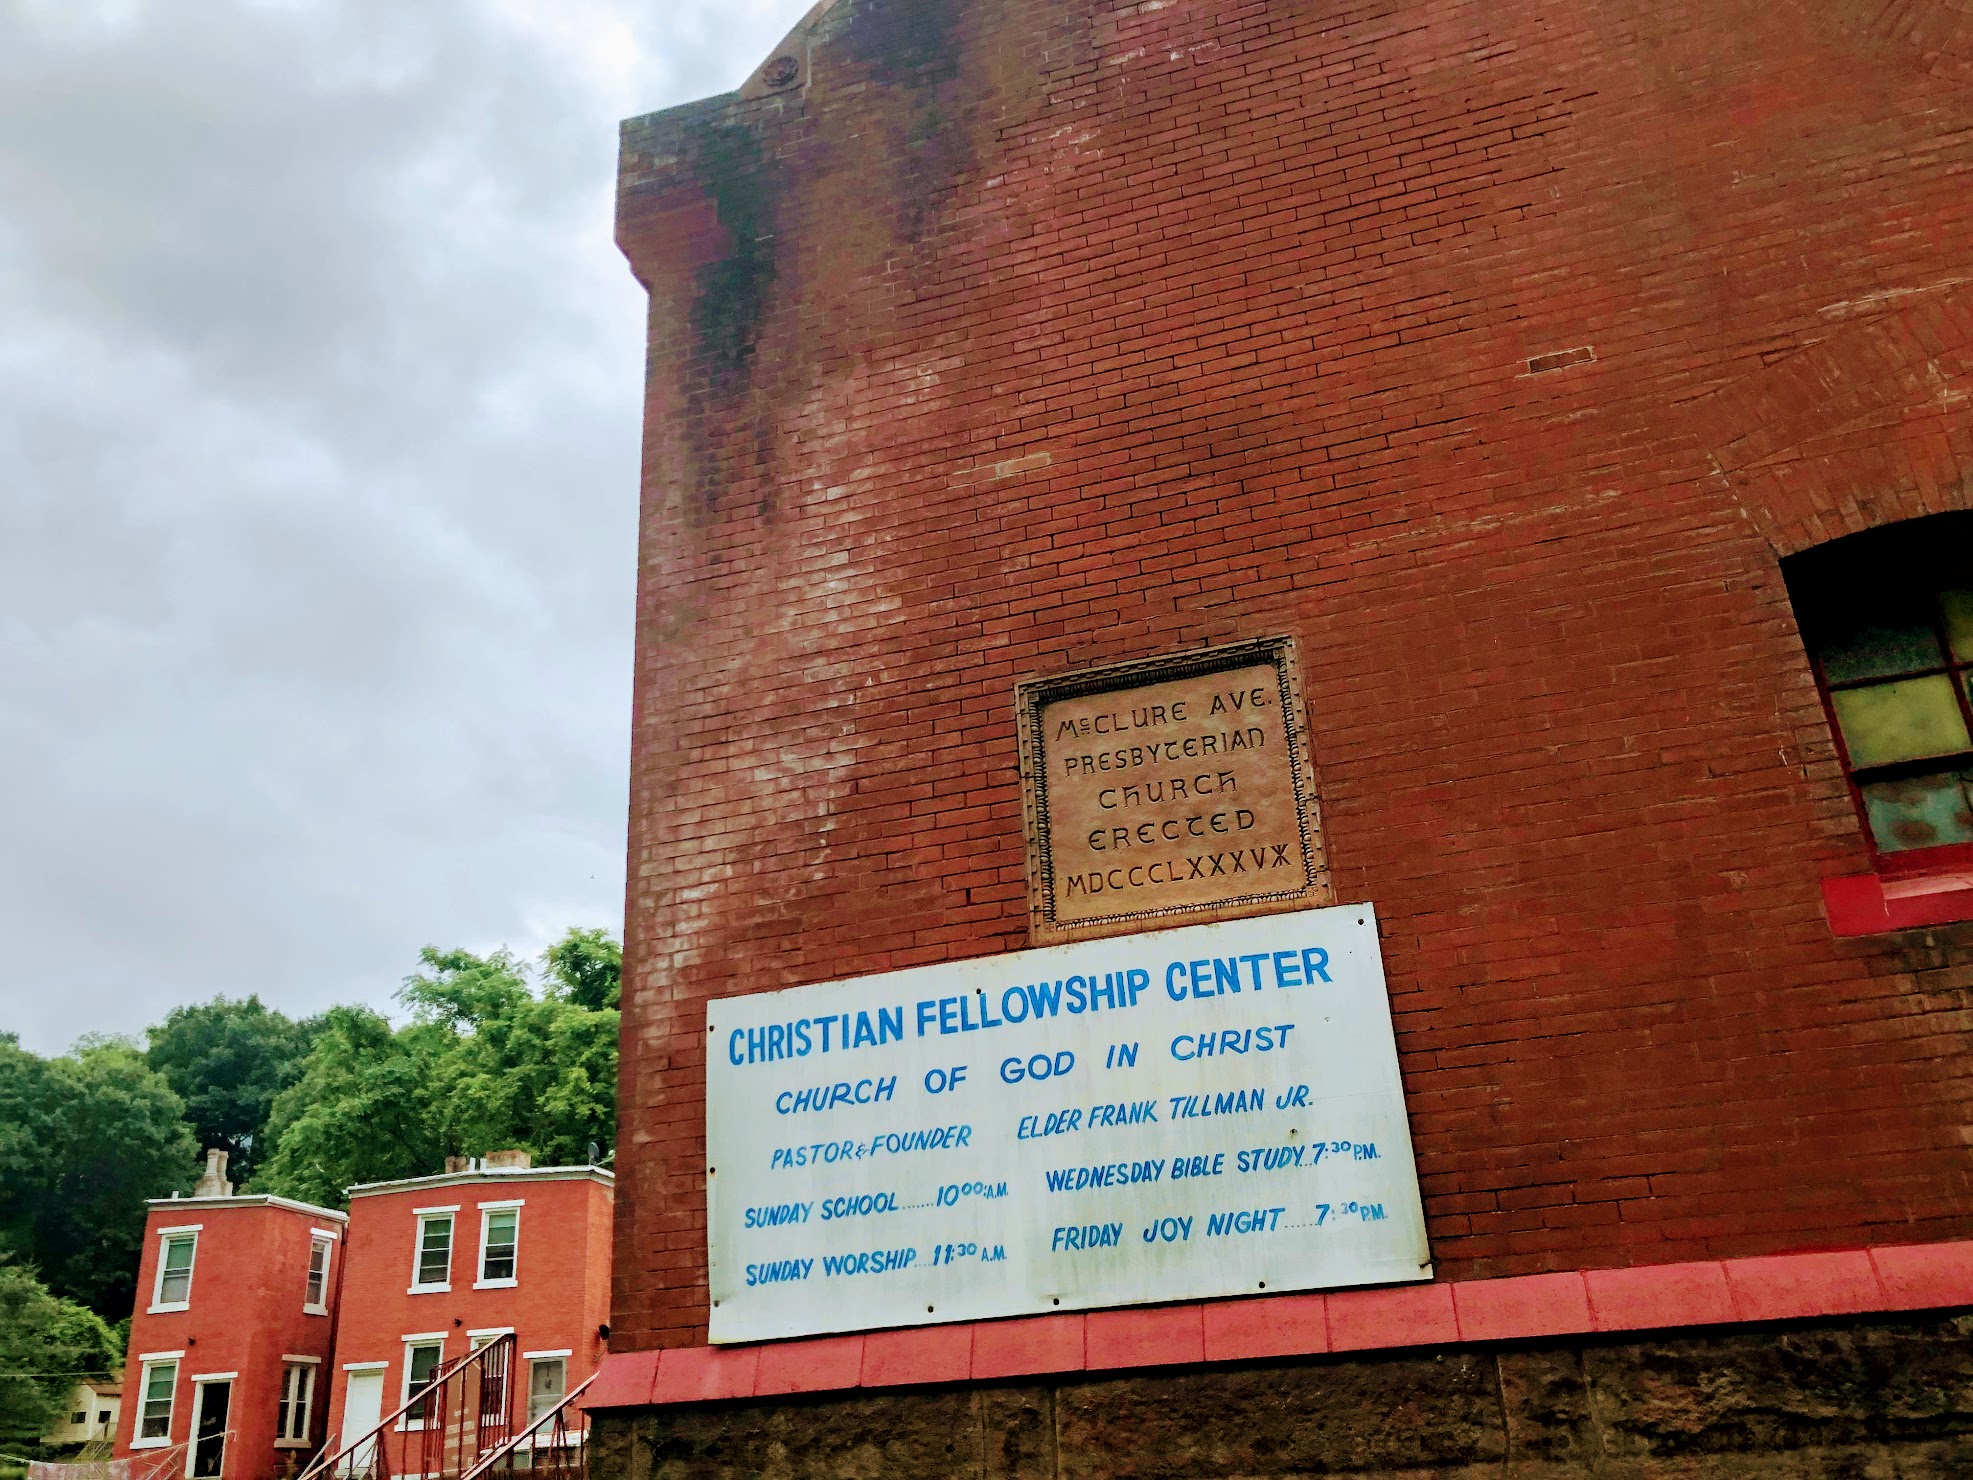 McCLURE AVE.
PRESBYTERIAN
CHURCH
ERECTED
MDCCCLXXXVЖ
CHRISTIAN FELLOWSHIP CENTER
CHURCH OF GOD IN CHRIST
PASTOR & FOUNDER ELDER FRANK TILLMAN JR.
SUNDAY SCHOOL......10:00 A.M. WEDNESDAY BIBLE STUDY...7:30 P.M.
SUNDAY WORSHIP....11:30 A.M. FRIDAY JOY NIGHT.....7:30 P.M.